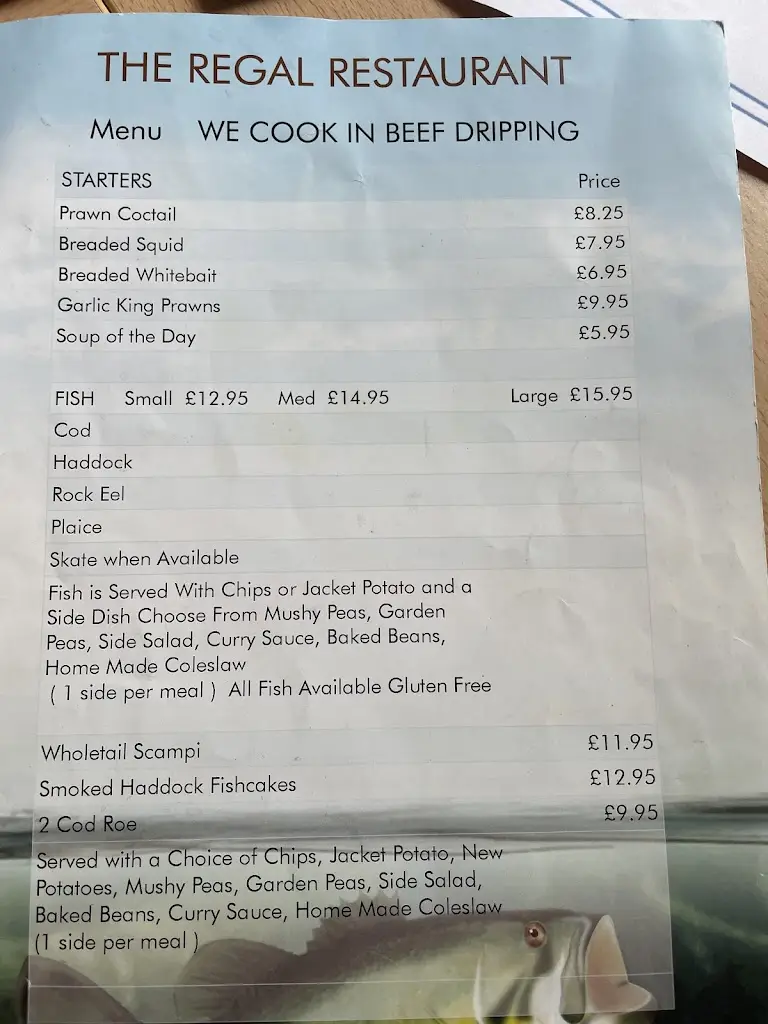 THE REGAL RESTAURANT
Menu WE COOK IN BEEF DRIPPING
STARTERS Price
Prawn Coctail £8.25
Breaded Squid £7.95
Breaded Whitebait £6.95
Garlic King Prawns £9.95
Soup of the Day £5.95
FISH Small £12.95 Med £14.95 Large £15.95
Cod
Haddock
Rock Eel
Plaice
Skate when Available
Fish is Served With Chips or Jacket Potato and a
Side Dish Choose From Mushy Peas, Garden
Peas, Side Salad, Curry Sauce, Baked Beans,
Home Made Coleslaw
( 1 side per meal ) All Fish Available Gluten Free
Wholetail Scampi £11.95
Smoked Haddock Fishcakes £12.95
2 Cod Roe £9.95
Served with a Choice of Chips, Jacket Potato, New
Potatoes, Mushy Peas, Garden Peas, Side Salad,
Baked Beans, Curry Sauce, Home Made Coleslaw
(1 side per meal )